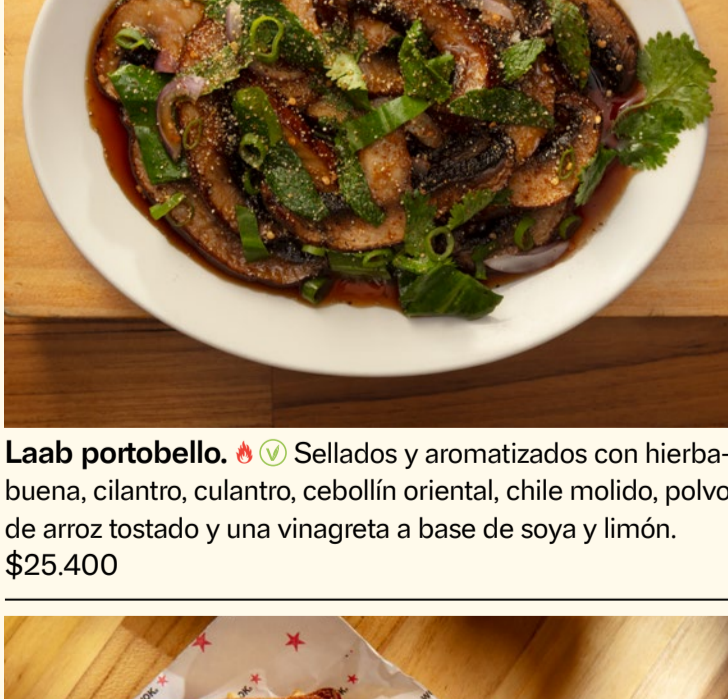 Laab portobello. Sellados y aromatizados con hierba-
buena, cilantro, culantro, cebollín oriental, chile molido, polvo
de arroz tostado y una vinagreta a base de soya y limón.
$25.400